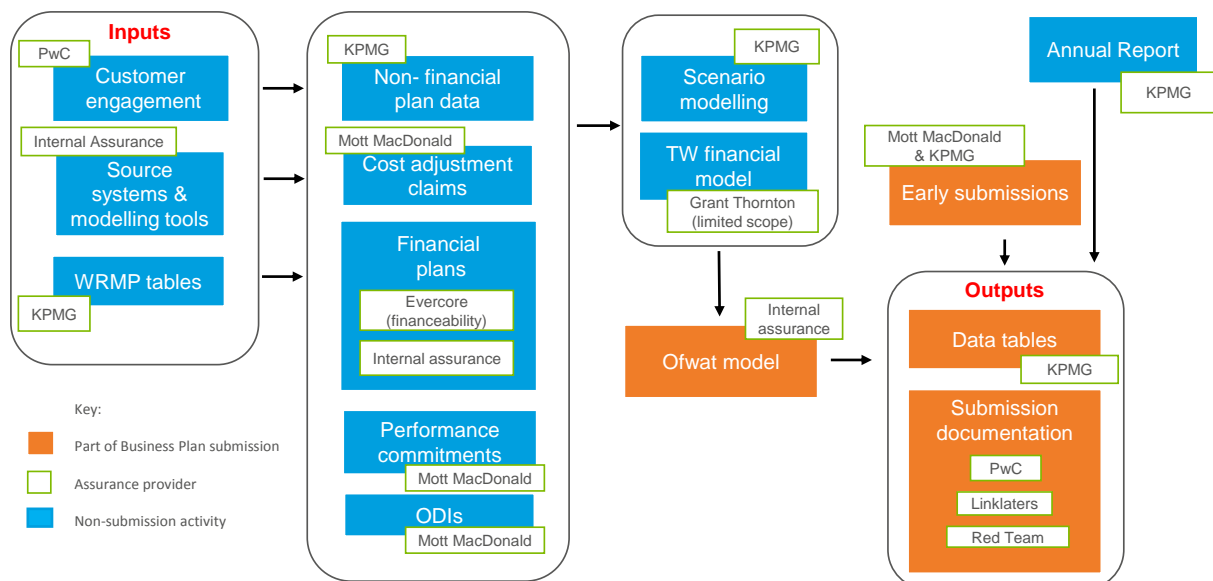 Inputs
PwC
Customer
engagement
Internal Assurance
Source
systems &
modelling tools
WRMP tables
KPMG
Key:
Part of Business Plan submission
Assurance provider
Non-submission activity
KPMG
Non- financial
plan data
Mott MacDonald
Cost adjustment
claims
Financial
plans
Evercore
(financeability)
Internal assurance
Performance
commitments
Mott MacDonald
ODIs
Mott MacDonald
KPMG
Scenario
modelling
TW financial
model
Grant Thornton
(limited scope)
Internal
assurance
Ofwat model
Annual Report
KPMG
Mott MacDonald
& KPMG
Early submissions
Outputs
Data tables
KPMG
Submission
documentation
PwC
Linklaters
Red Team